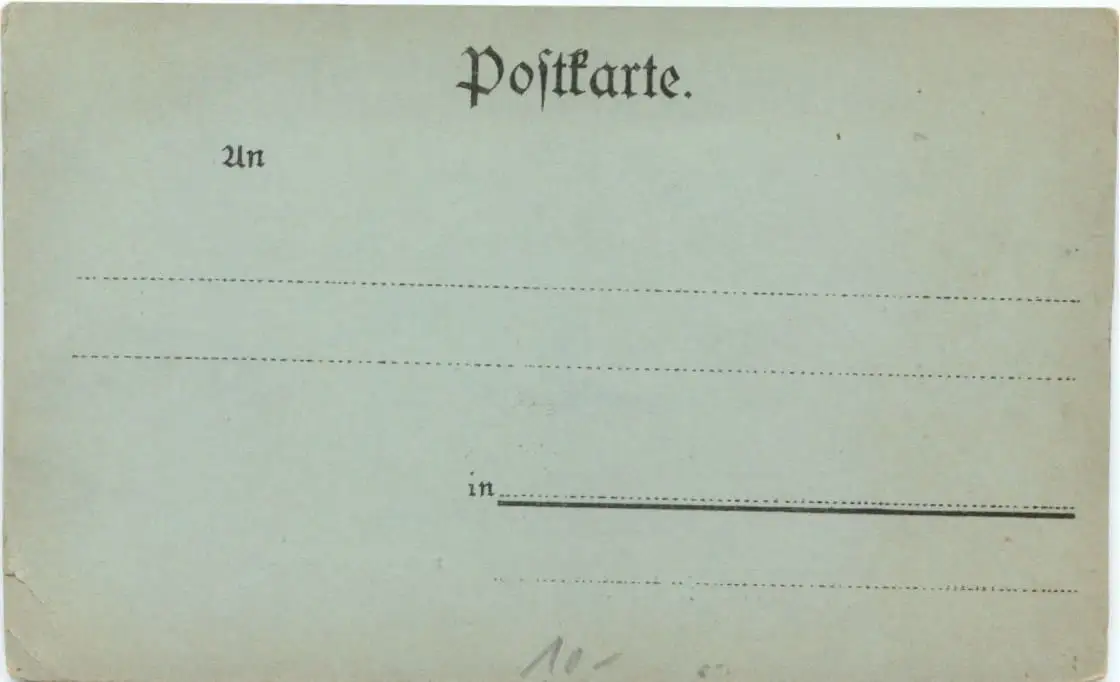 Poſtkarte.
An
in
10-